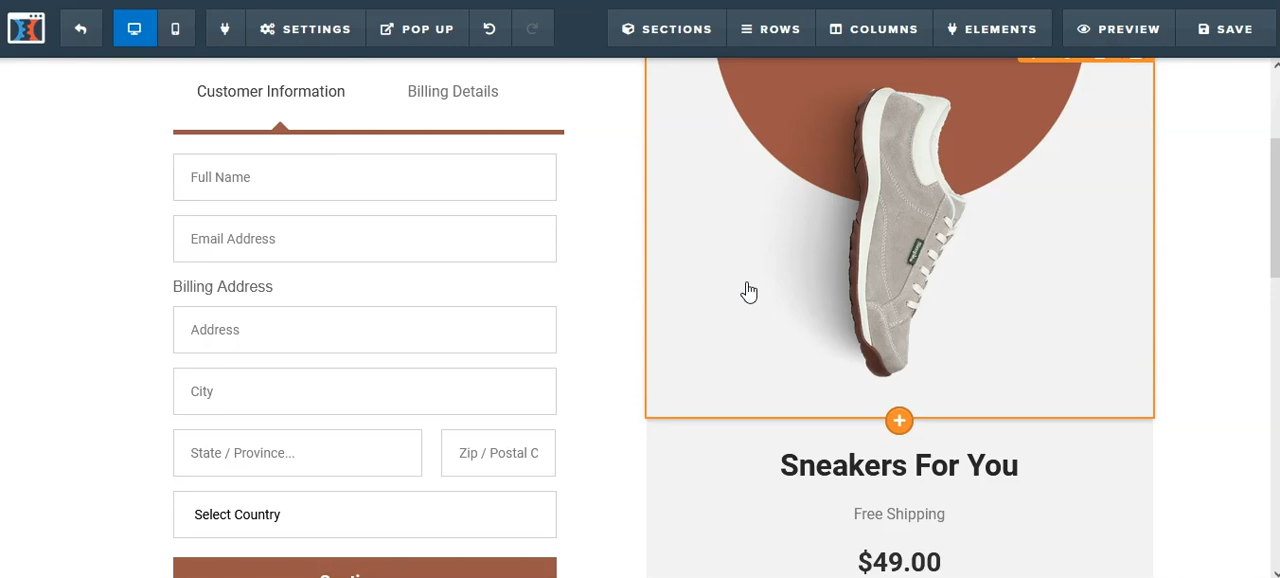 SETTINGS
POP UP
SECTIONS
ROWS
COLUMNS
ELEMENTS
PREVIEW
SAVE
Customer Information
Billing Details
Full Name
Email Address
Billing Address
Address
City
State / Province...
Zip / Postal C
Select Country
Sneakers For You
Free Shipping
$49.00